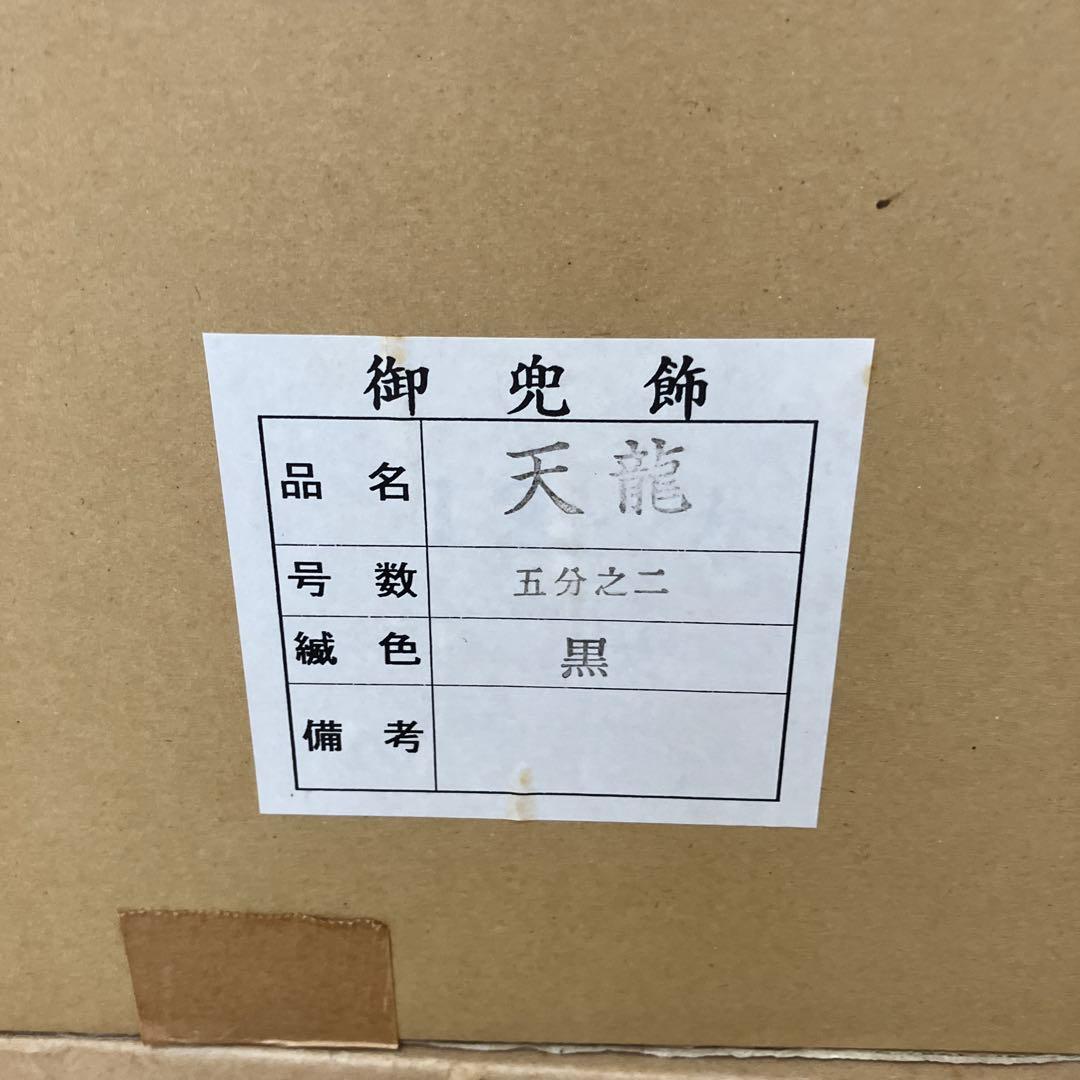 御兜飾
品名 天龍
号数 五分之二
縅色 黒
備考